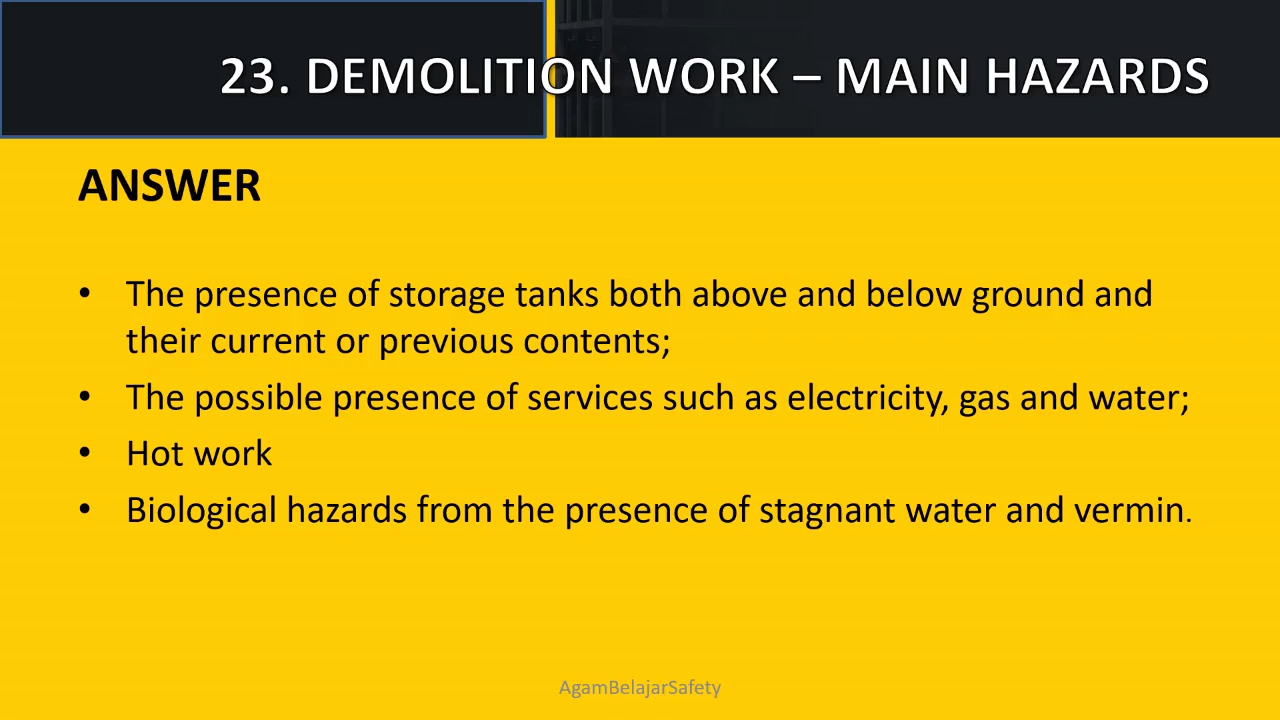 23. DEMOLITION WORK – MAIN HAZARDS
ANSWER
• The presence of storage tanks both above and below ground and
their current or previous contents;
• The possible presence of services such as electricity, gas and water;
• Hot work
• Biological hazards from the presence of stagnant water and vermin.
AgamBelajarSafety